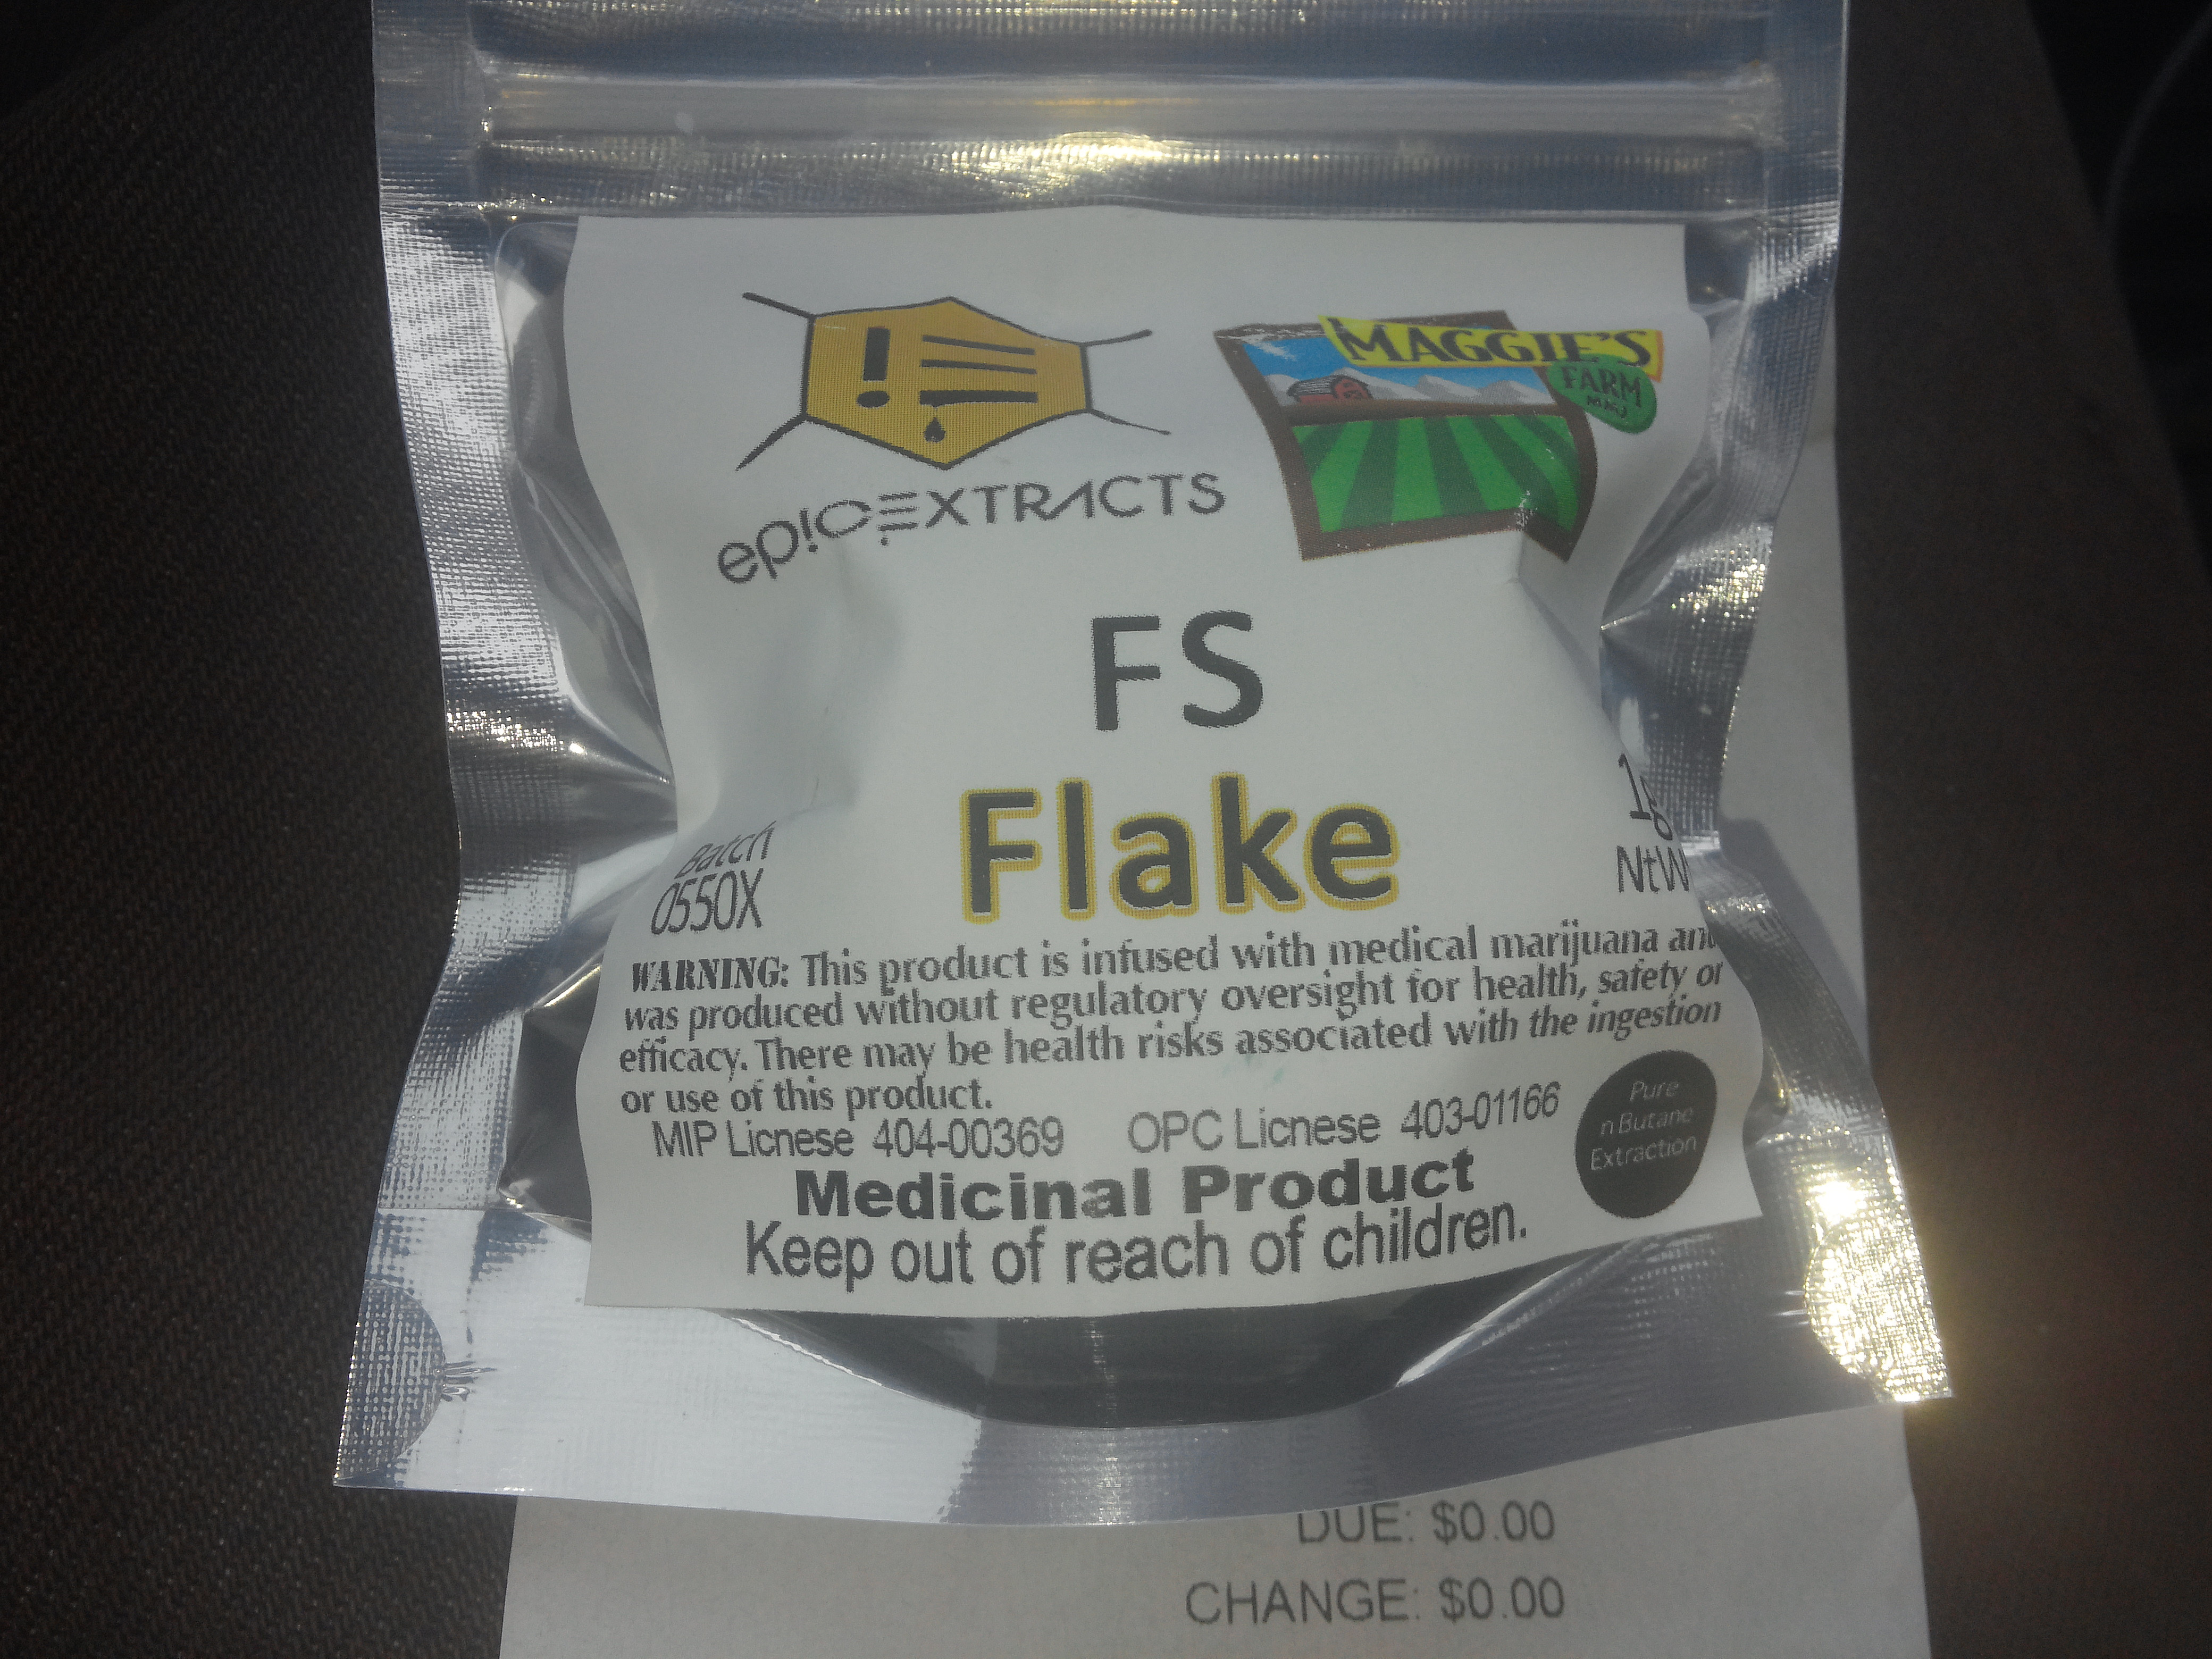 MAGGIE'S
FARM
MMJ
epic EXTRACTS
FS
Flake
1g
NtW
Batch
0550X
WARNING: This product is infused with medical marijuana and
was produced without regulatory oversight for health, safety or
efficacy. There may be health risks associated with the ingestion
or use of this product.
MIP Licnese 404-00369 OPC Licnese 403-01166
Pure
n Butane
Extraction
Medicinal Product
Keep out of reach of children.
DUE: $0.00
CHANGE: $0.00